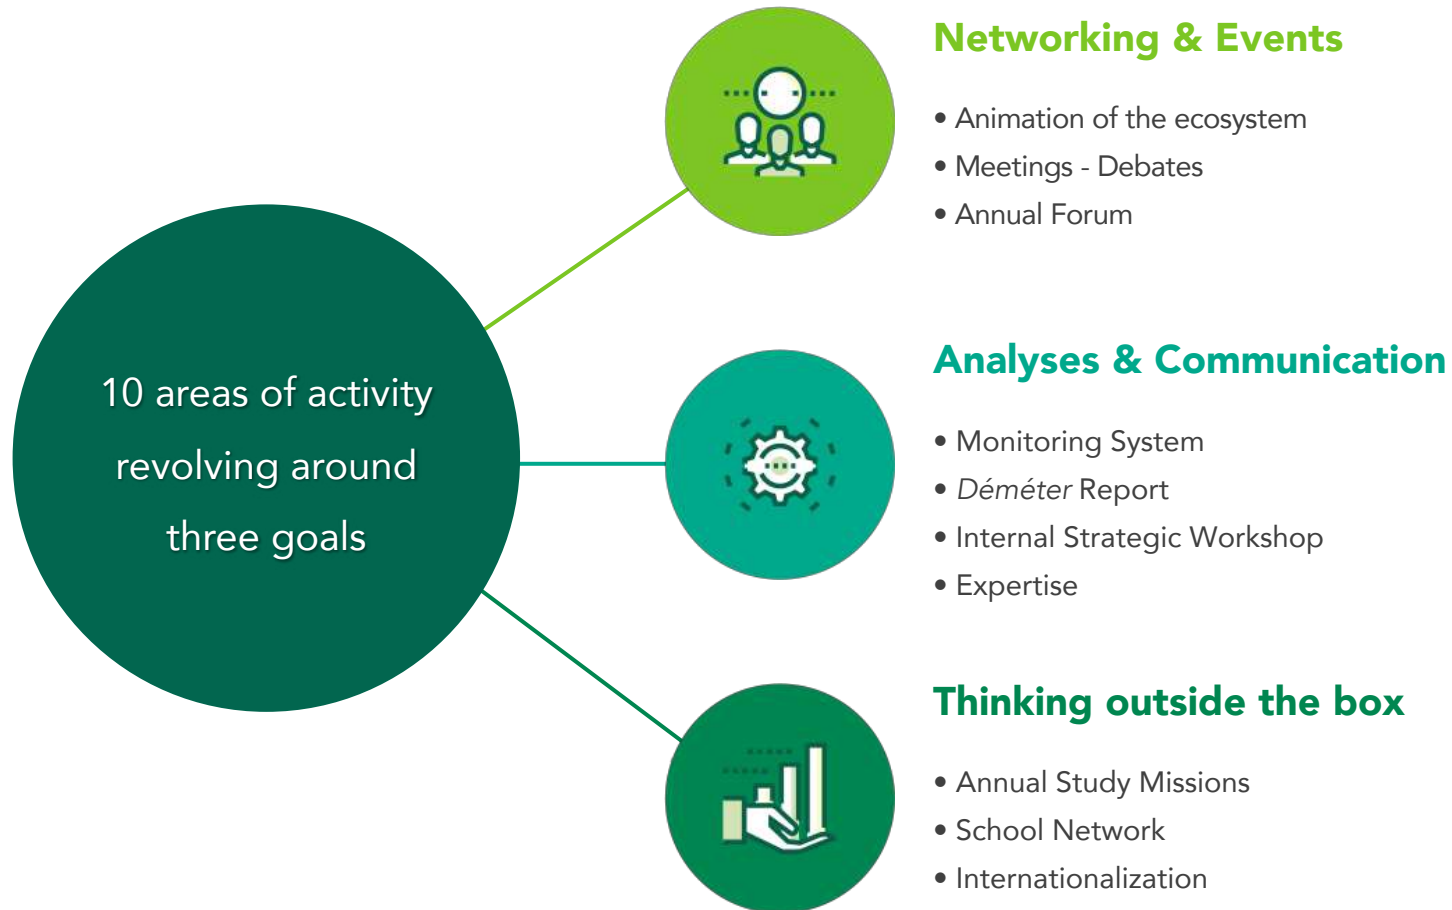 10 areas of activity
revolving around
three goals
Networking & Events
• Animation of the ecosystem
• Meetings - Debates
• Annual Forum
Analyses & Communication
• Monitoring System
• Déméter Report
• Internal Strategic Workshop
• Expertise
Thinking outside the box
• Annual Study Missions
• School Network
• Internationalization